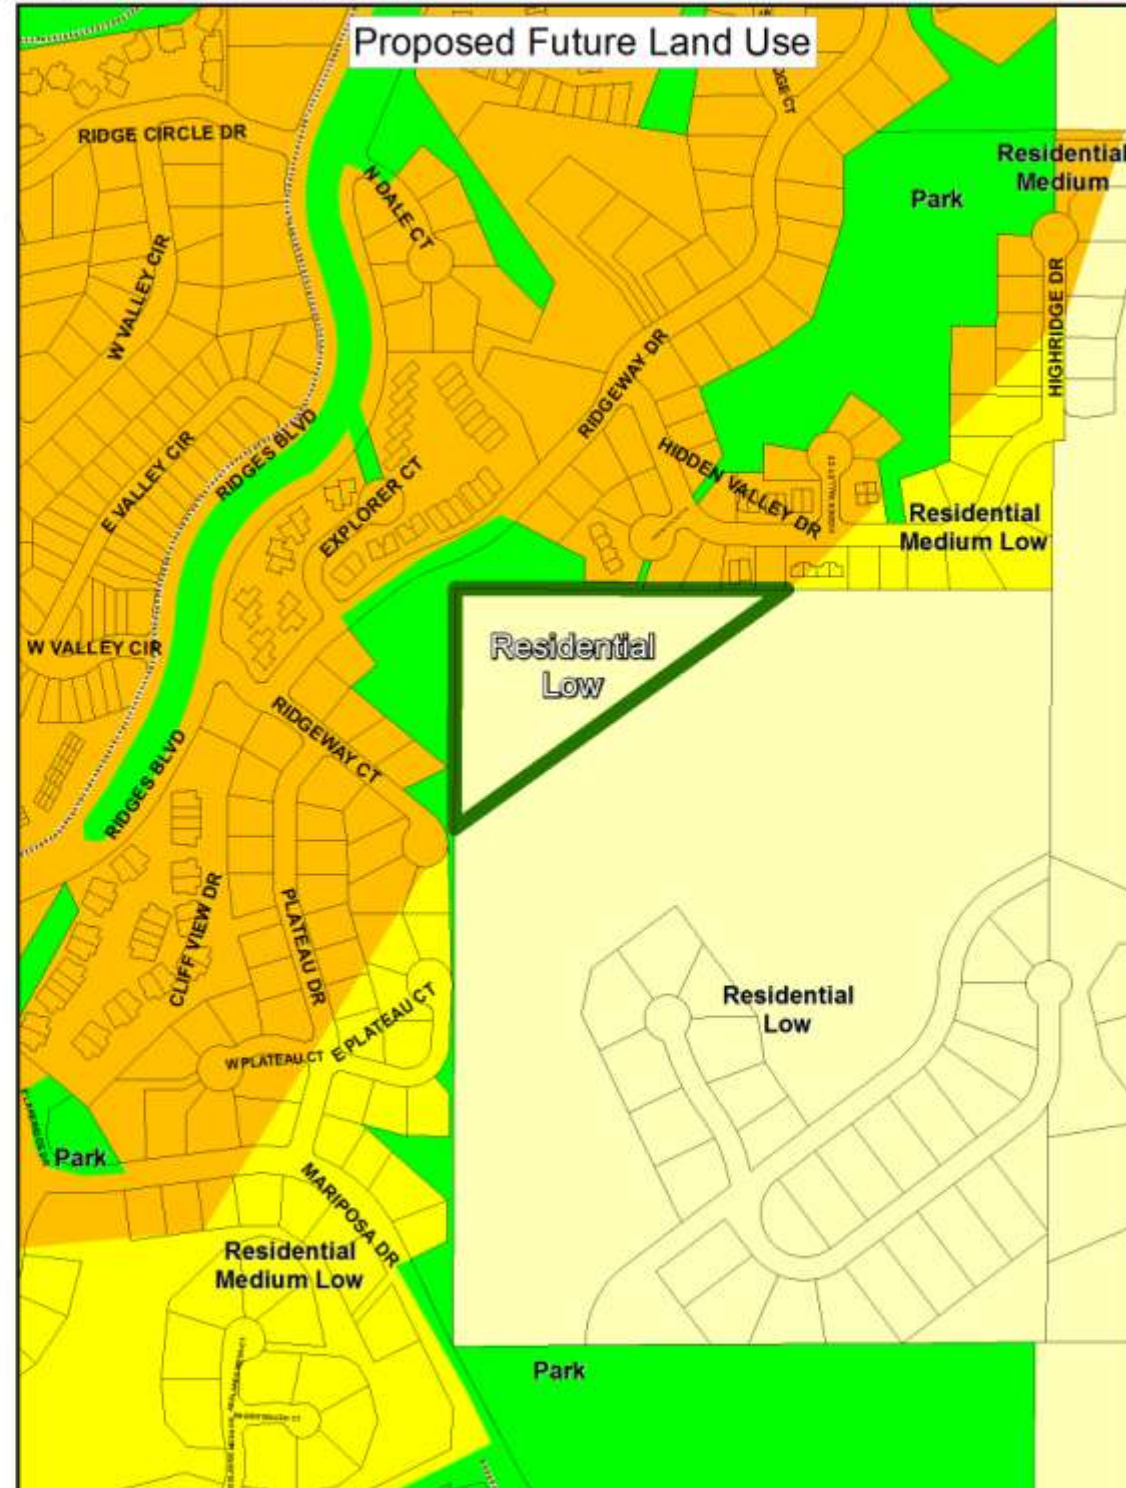 Proposed Future Land Use
RIDGE CIRCLE DR
Residential
Medium
Park
N DALE CT
W VALLEY CIR
HIGHRIDGE DR
RIDGEWAY DR
RIDGES BLVD
E VALLEY CIR
EXPLORER CT
HIDDEN VALLEY DR
Residential
Medium Low
W VALLEY CIR
Residential
Low
RIDGEWAY CT
RIDGES BLVD
CLIFF VIEW DR
PLATEAU DR
Residential
Low
E PLATEAU CT
W PLATEAU CT
Park
MARIPOSA DR
Residential
Medium Low
Park